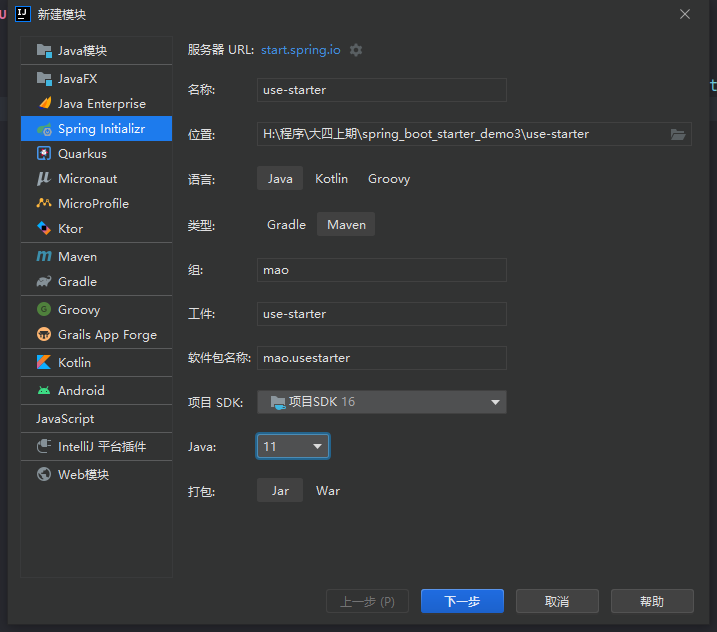 新建模块
Java模块
JavaFX
Java Enterprise
Spring Initializr
Quarkus
Micronaut
MicroProfile
Ktor
Maven
Gradle
Groovy
Grails App Forge
Kotlin
Android
JavaScript
IntelliJ 平台插件
Web模块
服务器 URL: start.spring.io
名称: use-starter
位置: H:\程序\大四上期\spring_boot_starter_demo3\use-starter
语言: Java Kotlin Groovy
类型: Gradle Maven
组: mao
工件: use-starter
软件包名称: mao.usestarter
项目 SDK: 项目SDK 16
Java: 11
打包: Jar War
上一步 (P) 下一步 取消 帮助